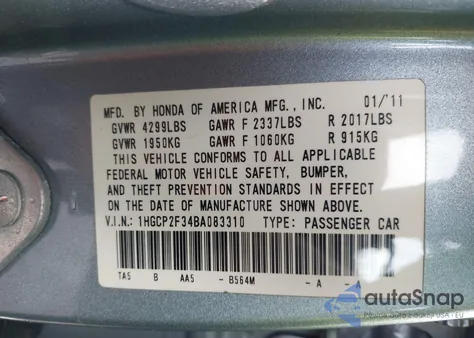 MFD. BY HONDA OF AMERICA MFG., INC. 01/'11
GVWR 4299LBS GAWR F 2337LBS R 2017LBS
GVWR 1950KG GAWR F 1060KG R 915KG
THIS VEHICLE CONFORMS TO ALL APPLICABLE
FEDERAL MOTOR VEHICLE SAFETY, BUMPER,
AND THEFT PREVENTION STANDARDS IN EFFECT
ON THE DATE OF MANUFACTURE SHOWN ABOVE.
V.I.N.: 1HGCP2F34BA083310 TYPE: PASSENGER CAR
TA5 B AA5 - B564M - A - A
autoSnap